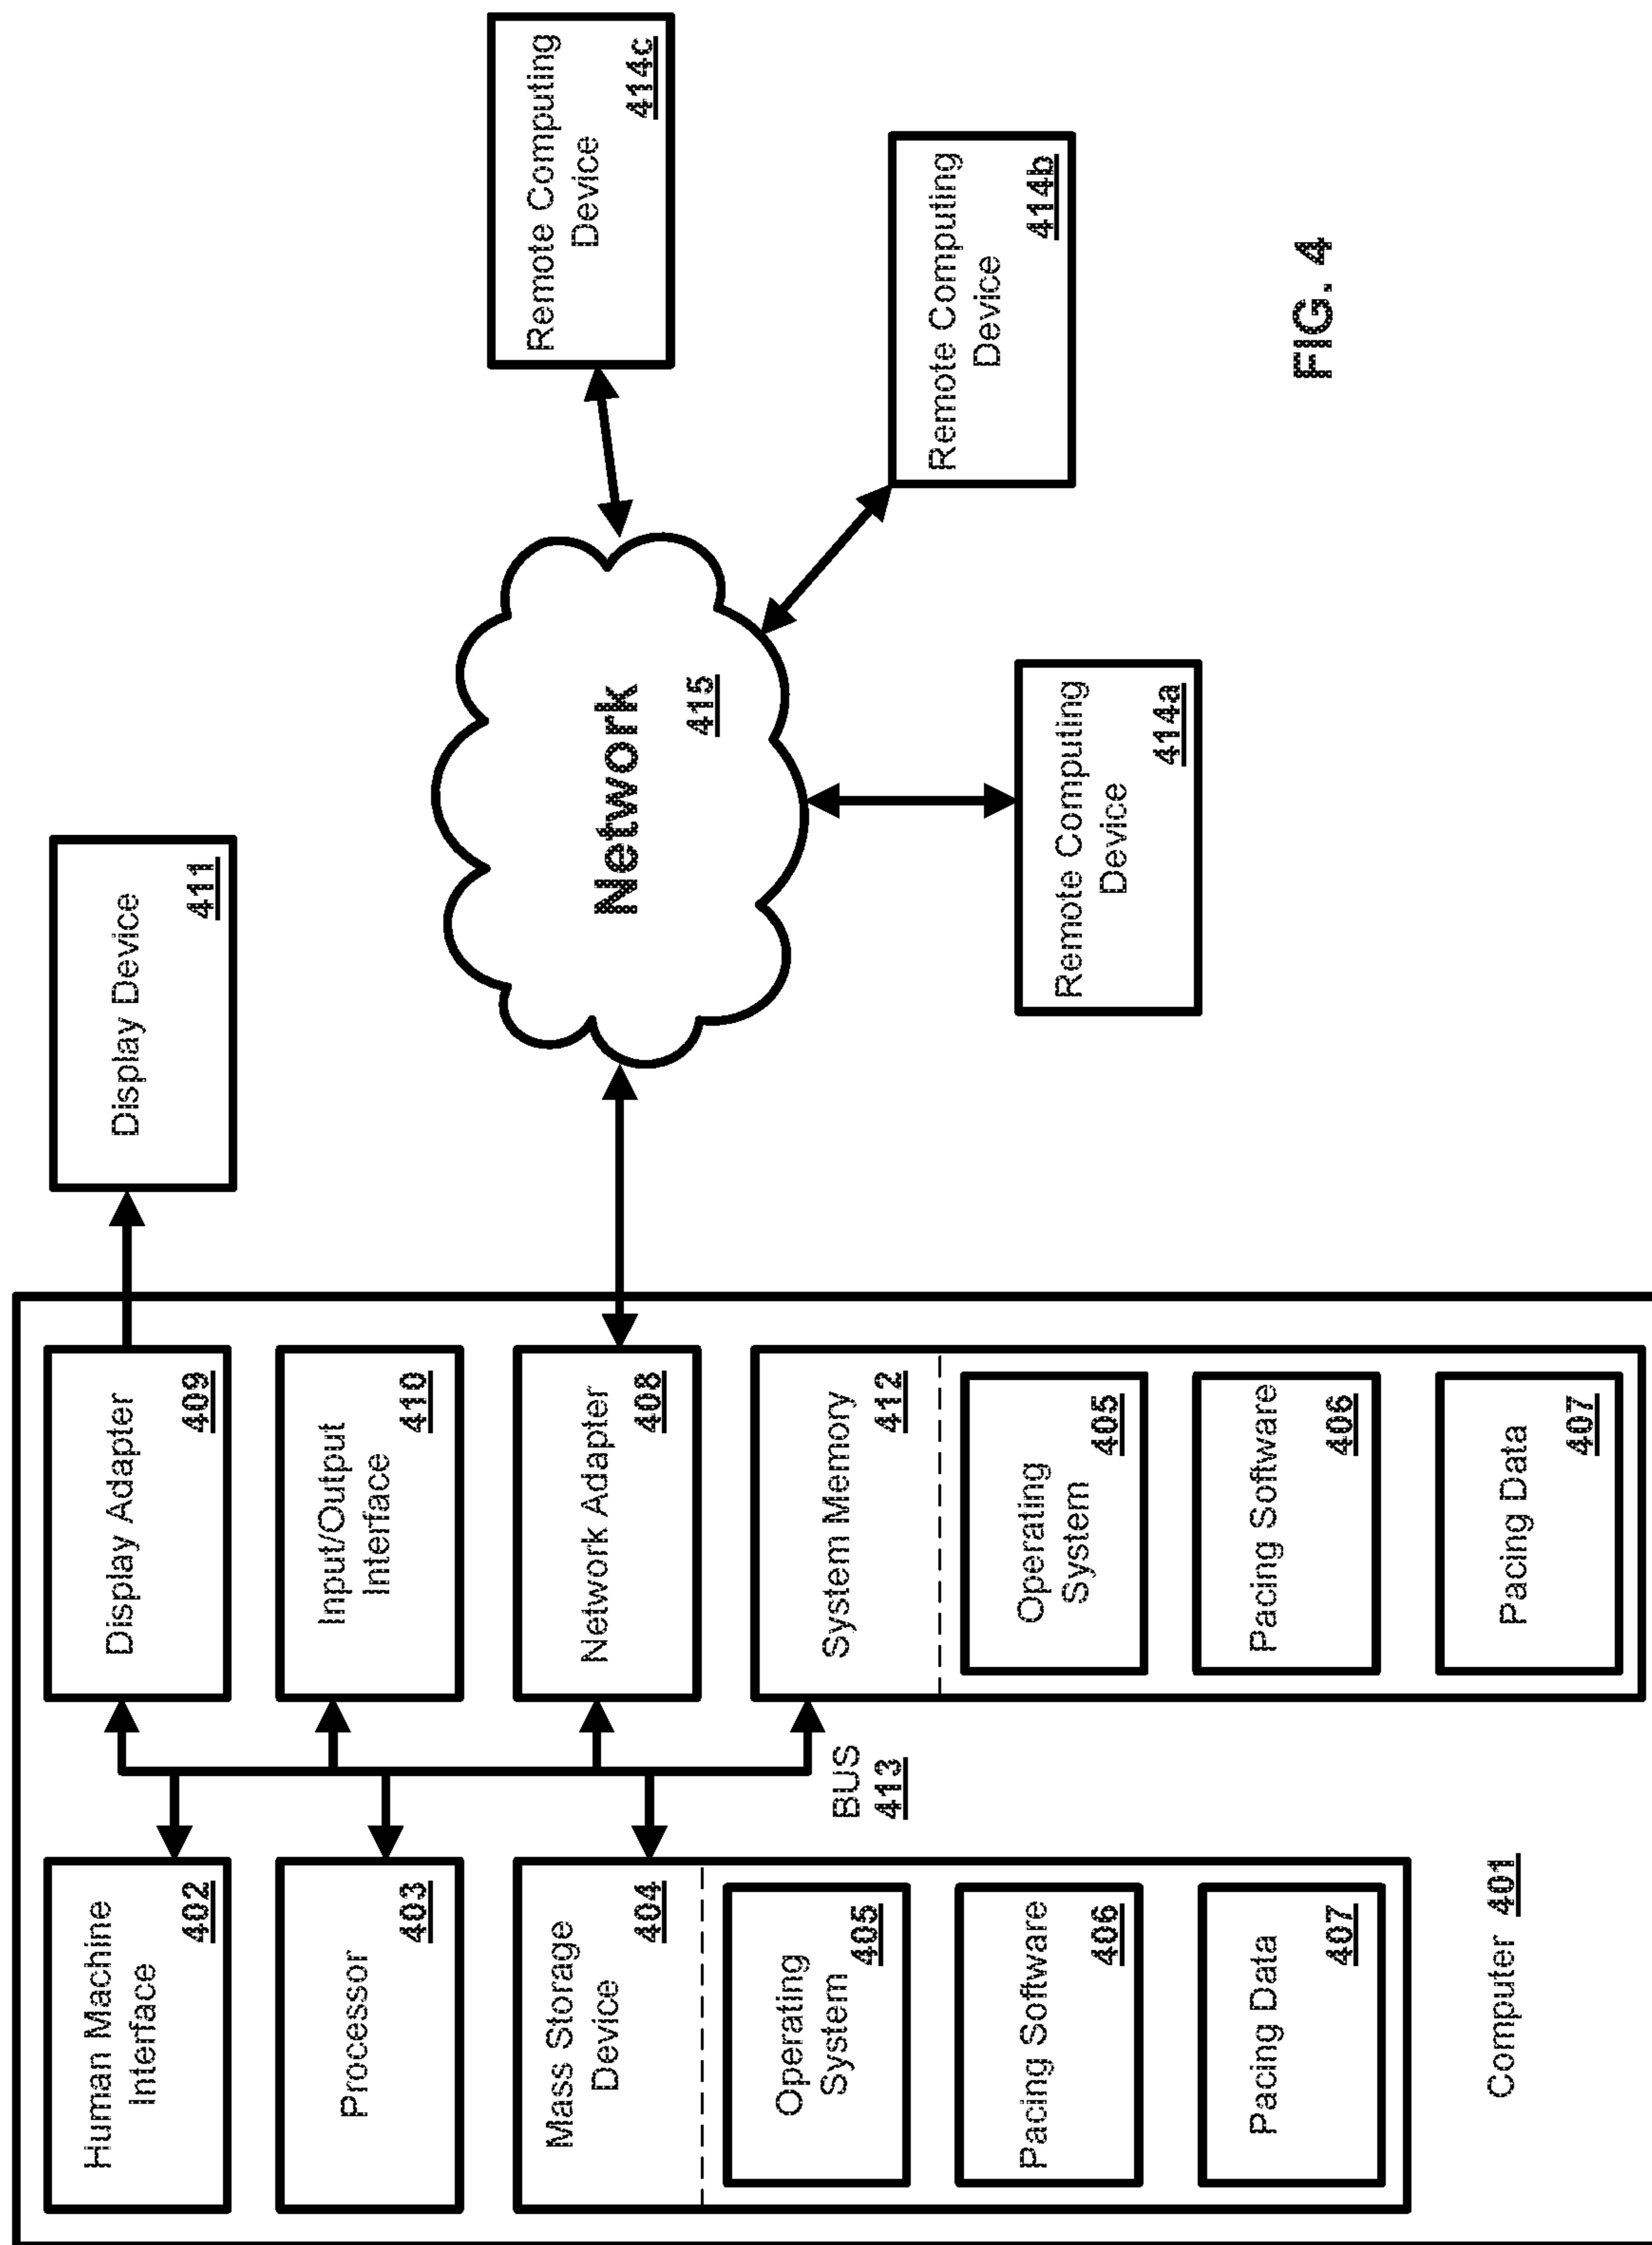 Human Machine
Interface
402
Processor
403
Mass Storage
Device
404
Operating
System
405
Pacing Software
406
Pacing Data
407
Computer 401
BUS
413
Display Adapter
409
Input/Output
Interface
410
Network Adapter
408
System Memory
412
Operating
System
405
Pacing Software
406
Pacing Data
407
Display Device
411
Network
415
Remote Computing
Device
414a
Remote Computing
Device
414b
Remote Computing
Device
414c
FIG. 4